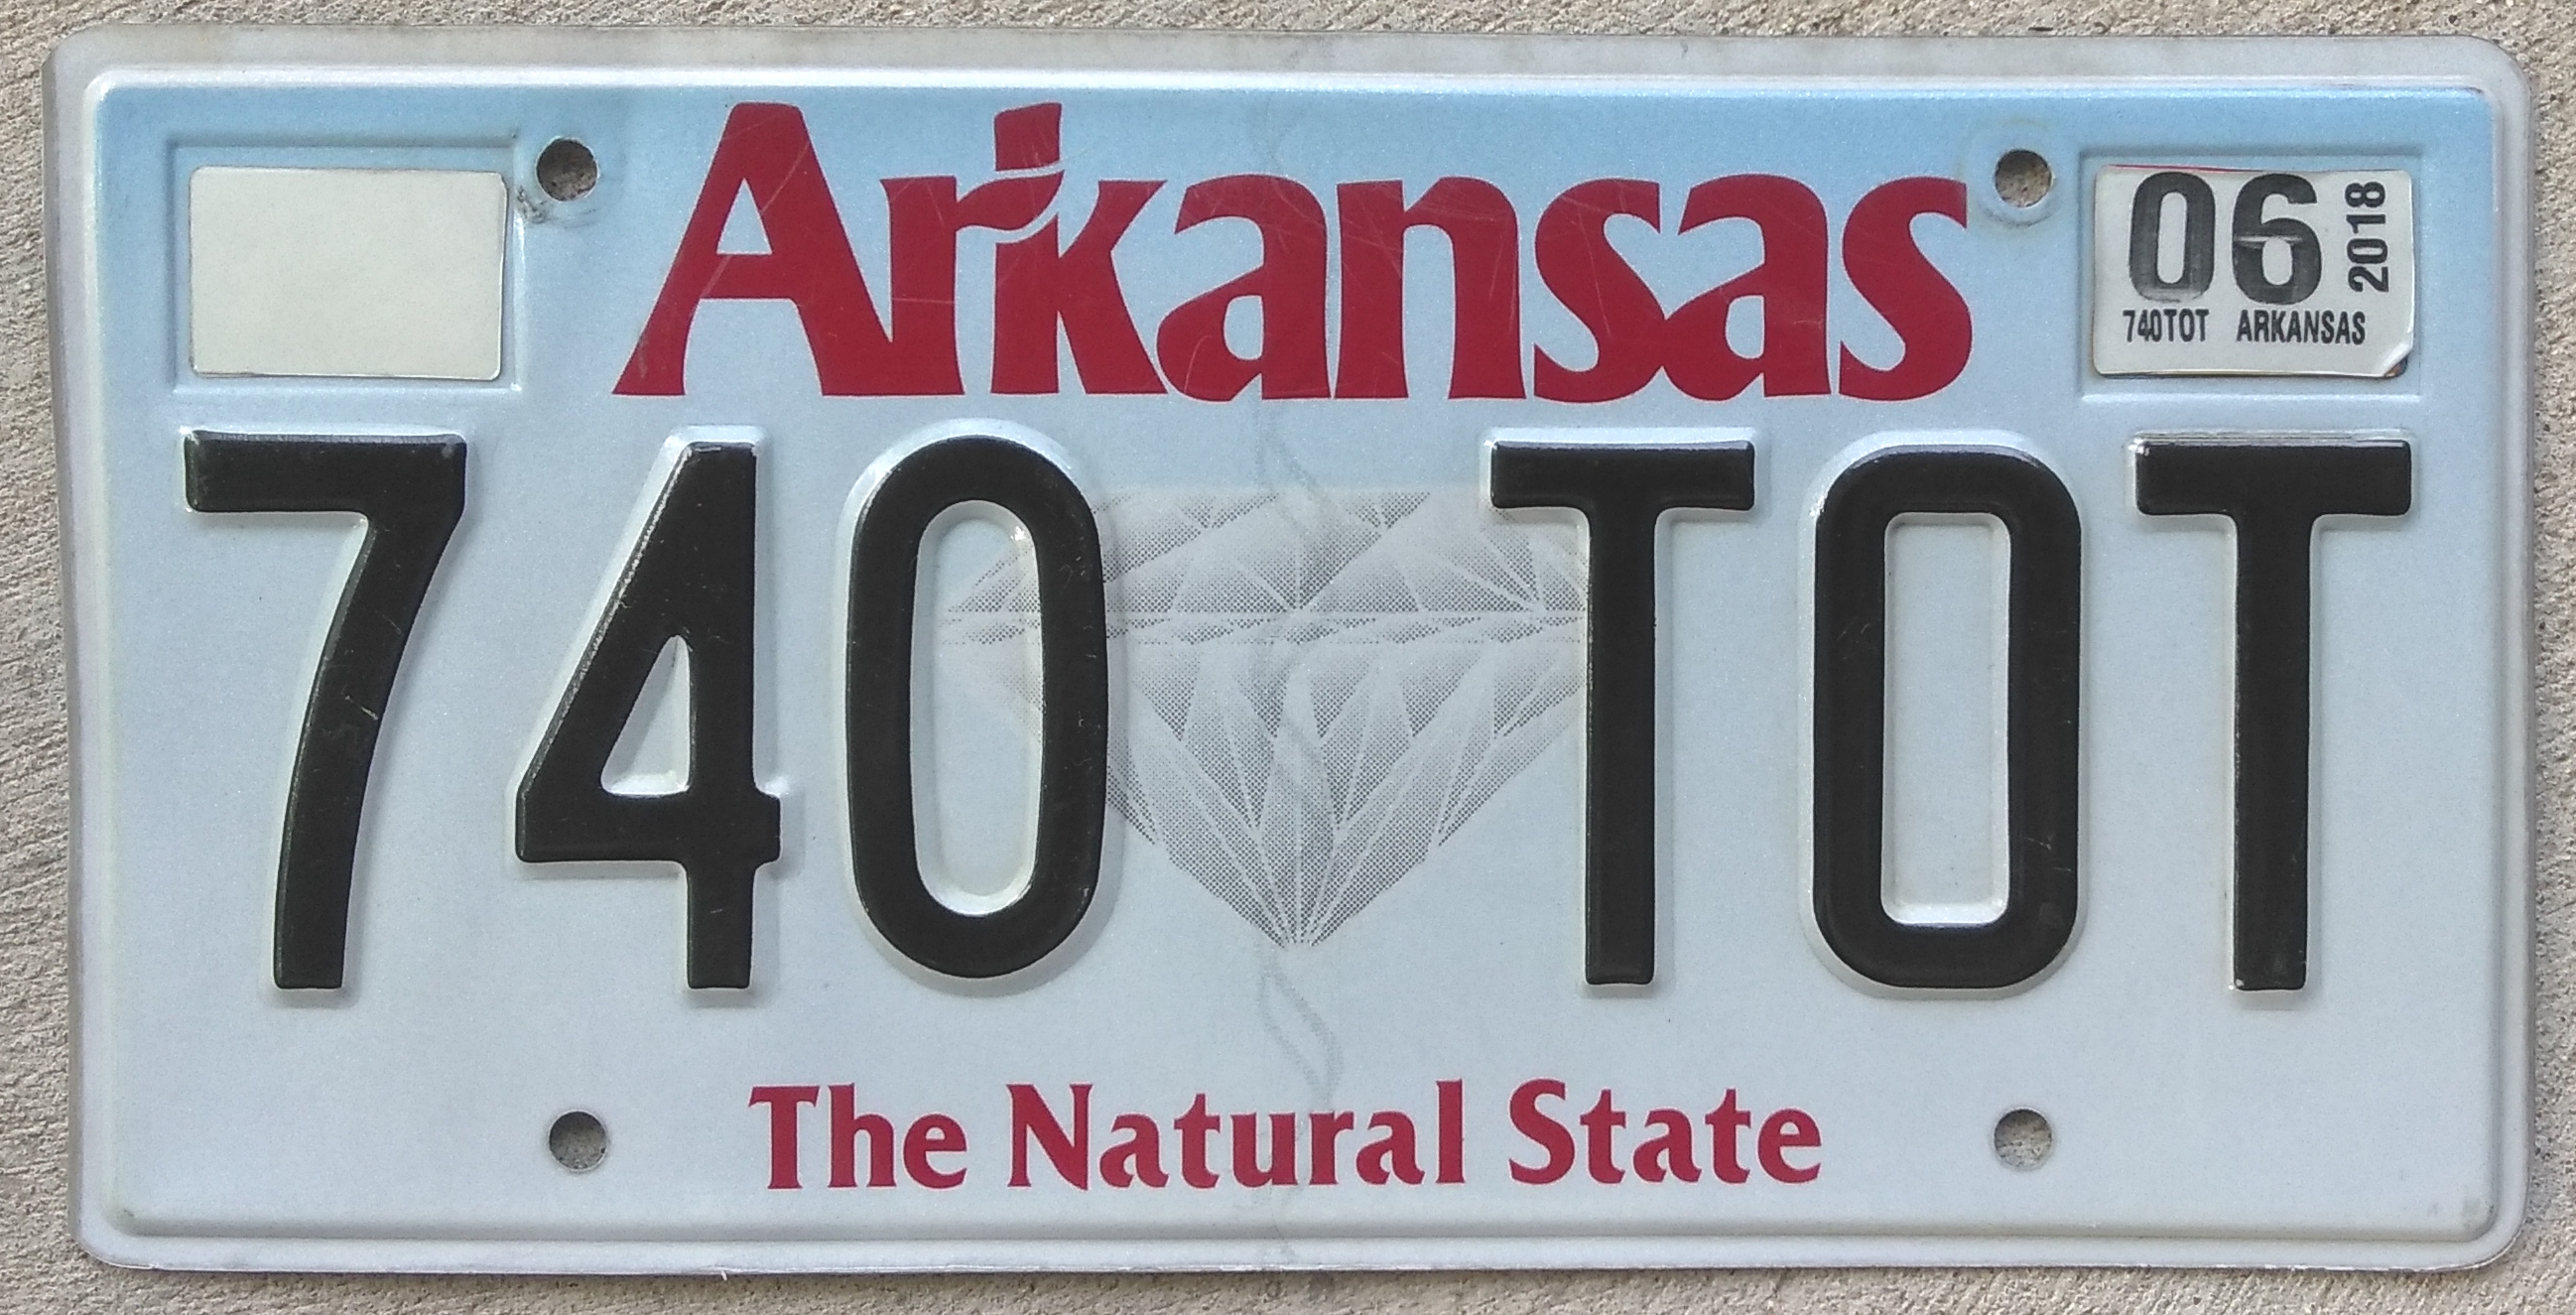 Arkansas
06 2018
740TOT ARKANSAS
740 TOT
The Natural State